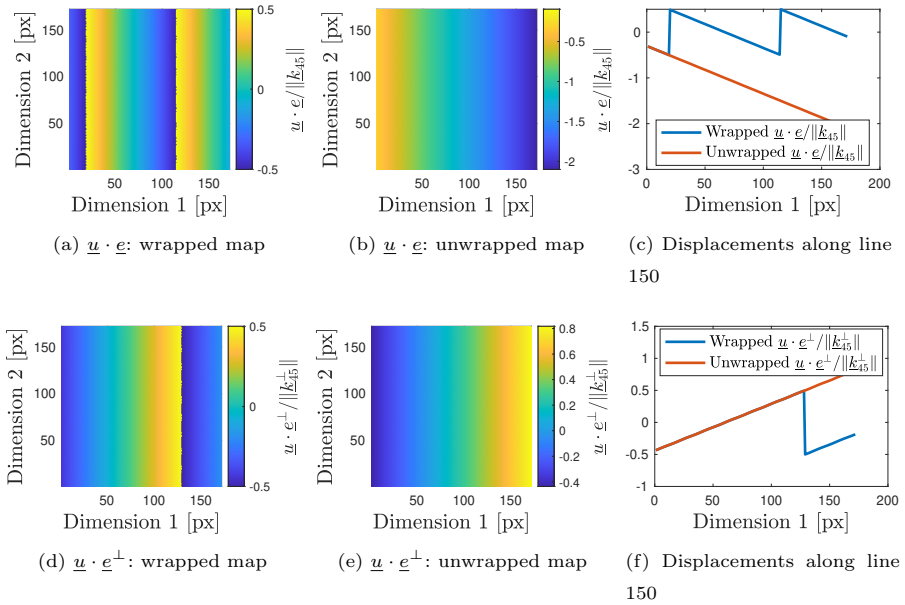 Dimension 2 [px]
150
100
50
50
100
150
Dimension 1 [px]
0.5
0
-0.5
u · e/‖k45‖
(a) u · e: wrapped map
Dimension 2 [px]
150
100
50
50
100
150
Dimension 1 [px]
-0.5
-1
-1.5
-2
u · e/‖k45‖
(b) u · e: unwrapped map
0
-1
-2
-3
0
50
100
150
200
Wrapped u · e/‖k45‖
Unwrapped u · e/‖k45‖
Dimension 1 [px]
(c) Displacements along line
150
Dimension 2 [px]
150
100
50
50
100
150
Dimension 1 [px]
0.5
0
-0.5
u · e⊥/‖k45⊥‖
(d) u · e⊥: wrapped map
Dimension 2 [px]
150
100
50
50
100
150
Dimension 1 [px]
0.8
0.6
0.4
0.2
0
-0.2
-0.4
u · e⊥/‖k45⊥‖
(e) u · e⊥: unwrapped map
1.5
1
0.5
0
-0.5
-1
0
50
100
150
200
Wrapped u · e⊥/‖k45⊥‖
Unwrapped u · e⊥/‖k45⊥‖
Dimension 1 [px]
(f) Displacements along line
150